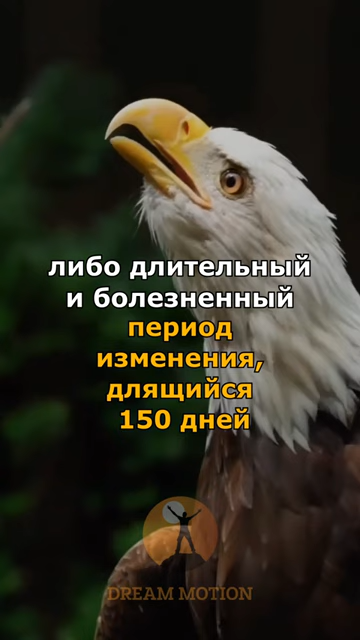 либо длительный
и болезненный
период
изменения,
длящийся
150 дней
DREAM MOTION